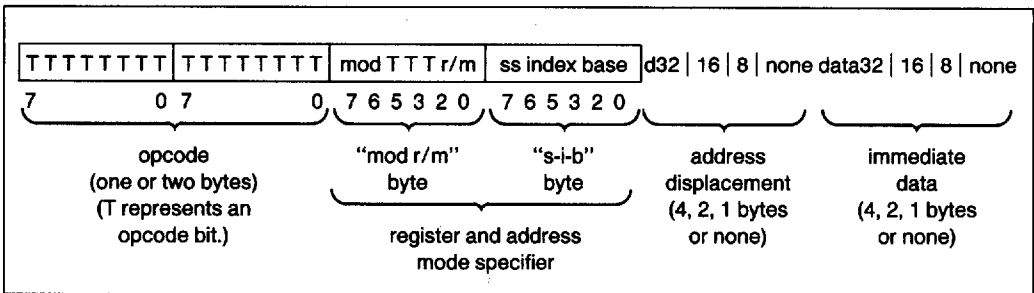 TTTTTTTT TTTTTTTT mod TTT r/m ss index base d32 | 16 | 8 | none data32 | 16 | 8 | none
7 0 7 0 7 6 5 3 2 0 7 6 5 3 2 0
opcode
(one or two bytes)
(T represents an
opcode bit.)
"mod r/m"
byte
"s-i-b"
byte
register and address
mode specifier
address
displacement
(4, 2, 1 bytes
or none)
immediate
data
(4, 2, 1 bytes
or none)